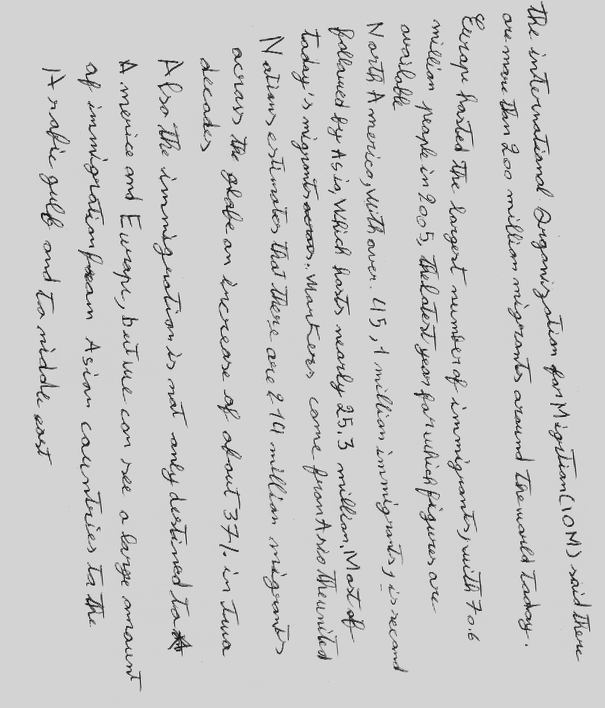 the international Organization for Migrtion (IOM) said there
are more than 200 million migrants around the world today.
Europe hosted the largest number of immigrants, with 70.6
million people in 2005, the latest year for which figures are
available
North America, with over 45,1 million immigrants, is second
followed by Asia, which hosts nearly 25.3 million, Most of
today's migrants workers come from Asia the united
Nations estimates that there are 214 million migrants
across the globe an increase of about 37% in two
decades
Also the immigration is not only destined to
America and Europe, but we can see a large amount
of immigration from Asian countries to the
Arabic gulf and to middle east